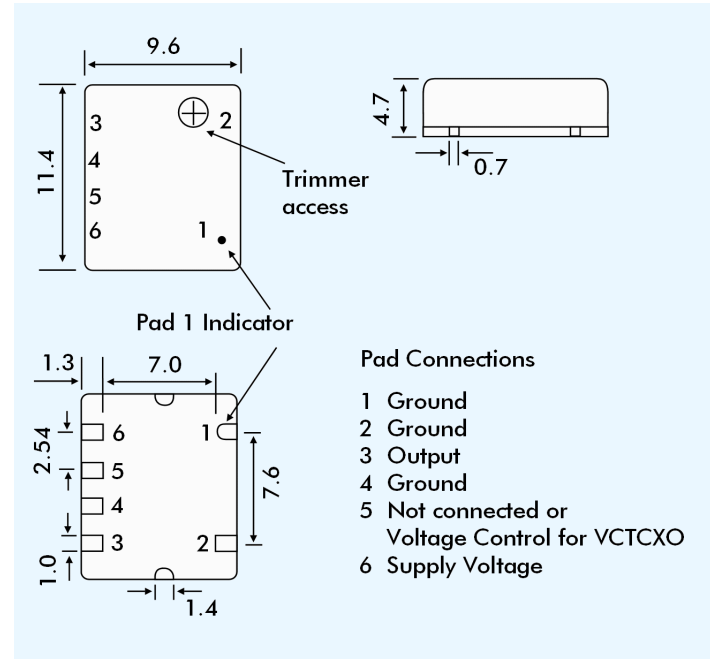 9.6
3
2
4
5
6
1
11.4
Trimmer
access
4.7
0.7
Pad 1 Indicator
1.3
7.0
2.54
6
1
5
4
3
2
7.6
1.0
1.4
Pad Connections
1 Ground
2 Ground
3 Output
4 Ground
5 Not connected or
Voltage Control for VCTCXO
6 Supply Voltage